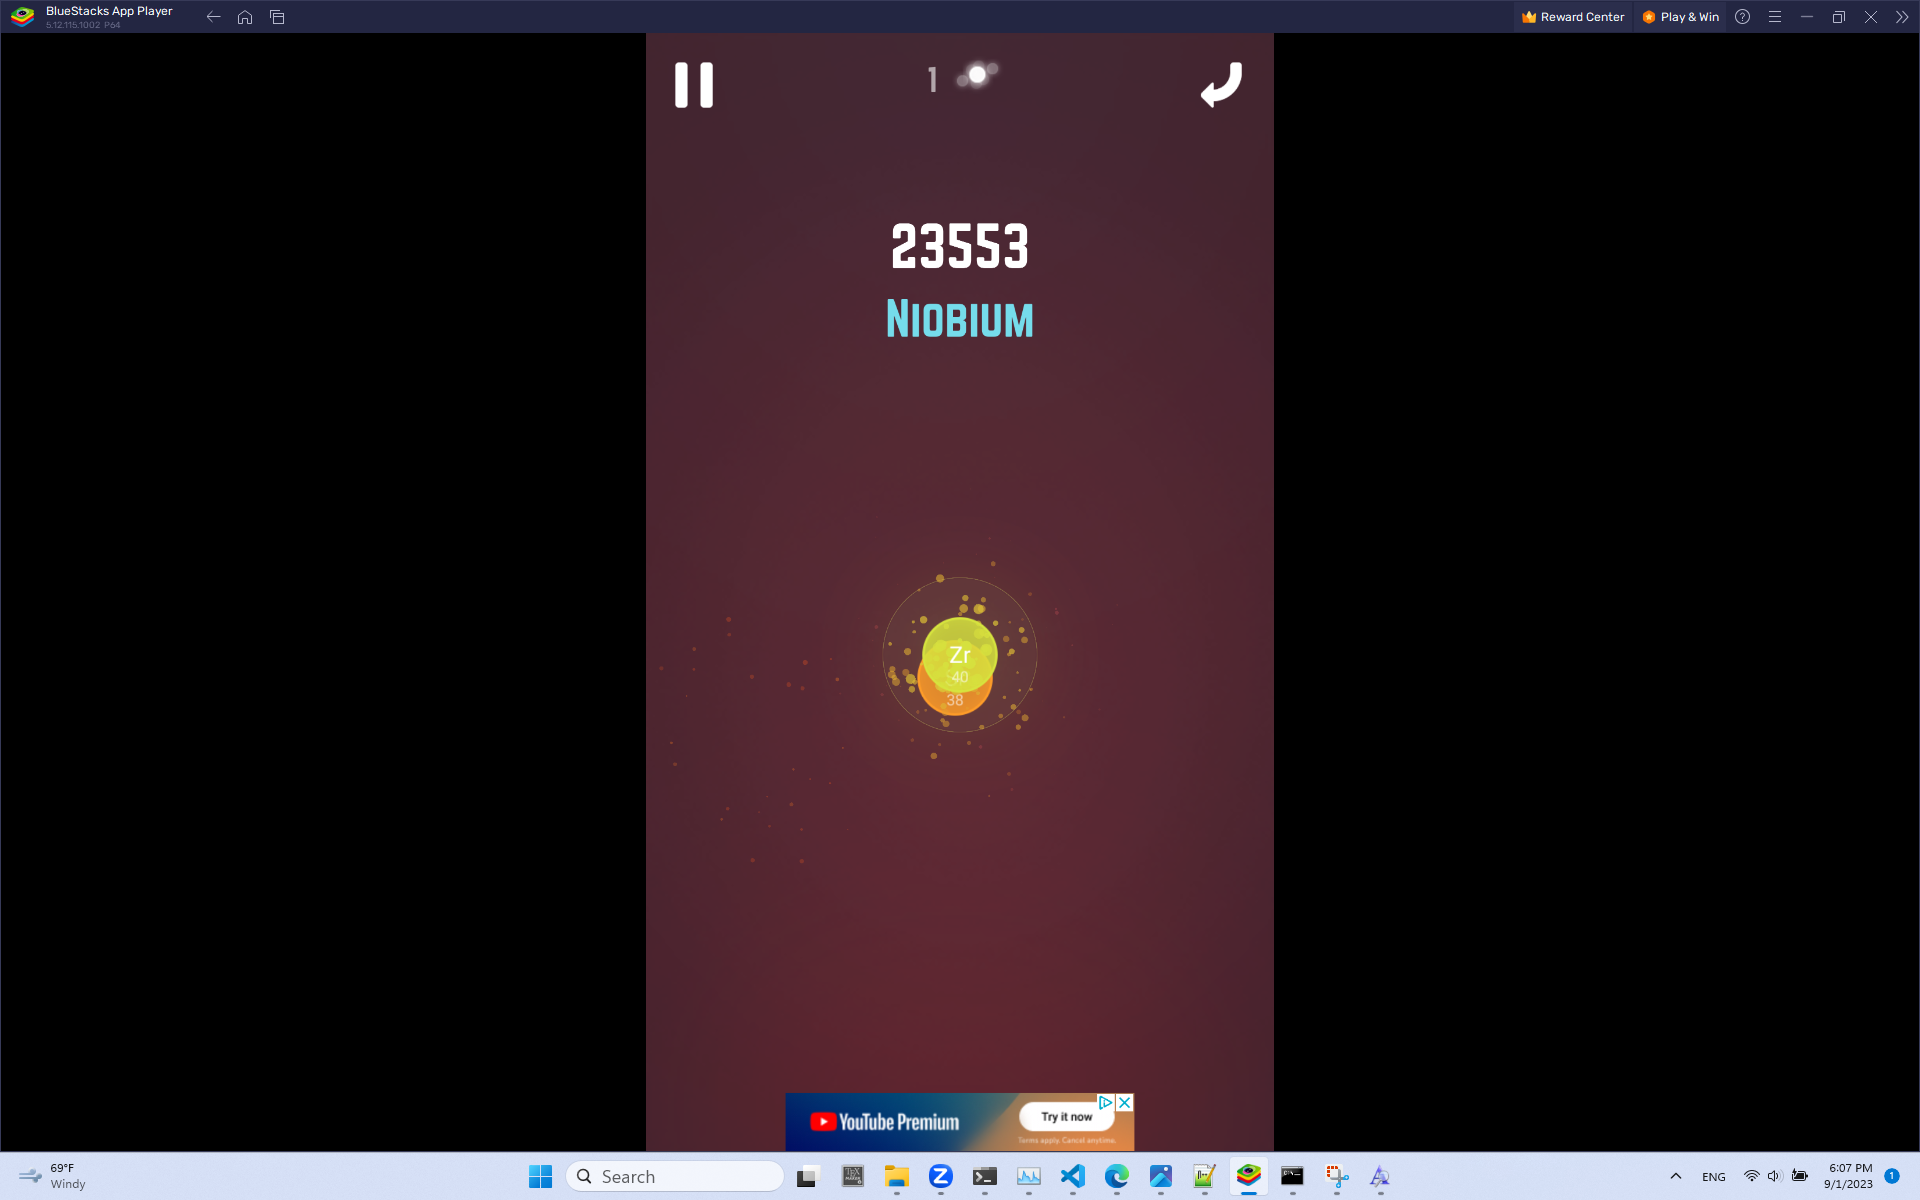 BlueStacks App Player
5.12.115.1002 P64
Reward Center
Play & Win
1
23553
Niobium
Zr
40
38
YouTube Premium
Try it now
Terms apply. Cancel anytime.
69°F
Windy
Search
ENG
6:07 PM
9/1/2023
1